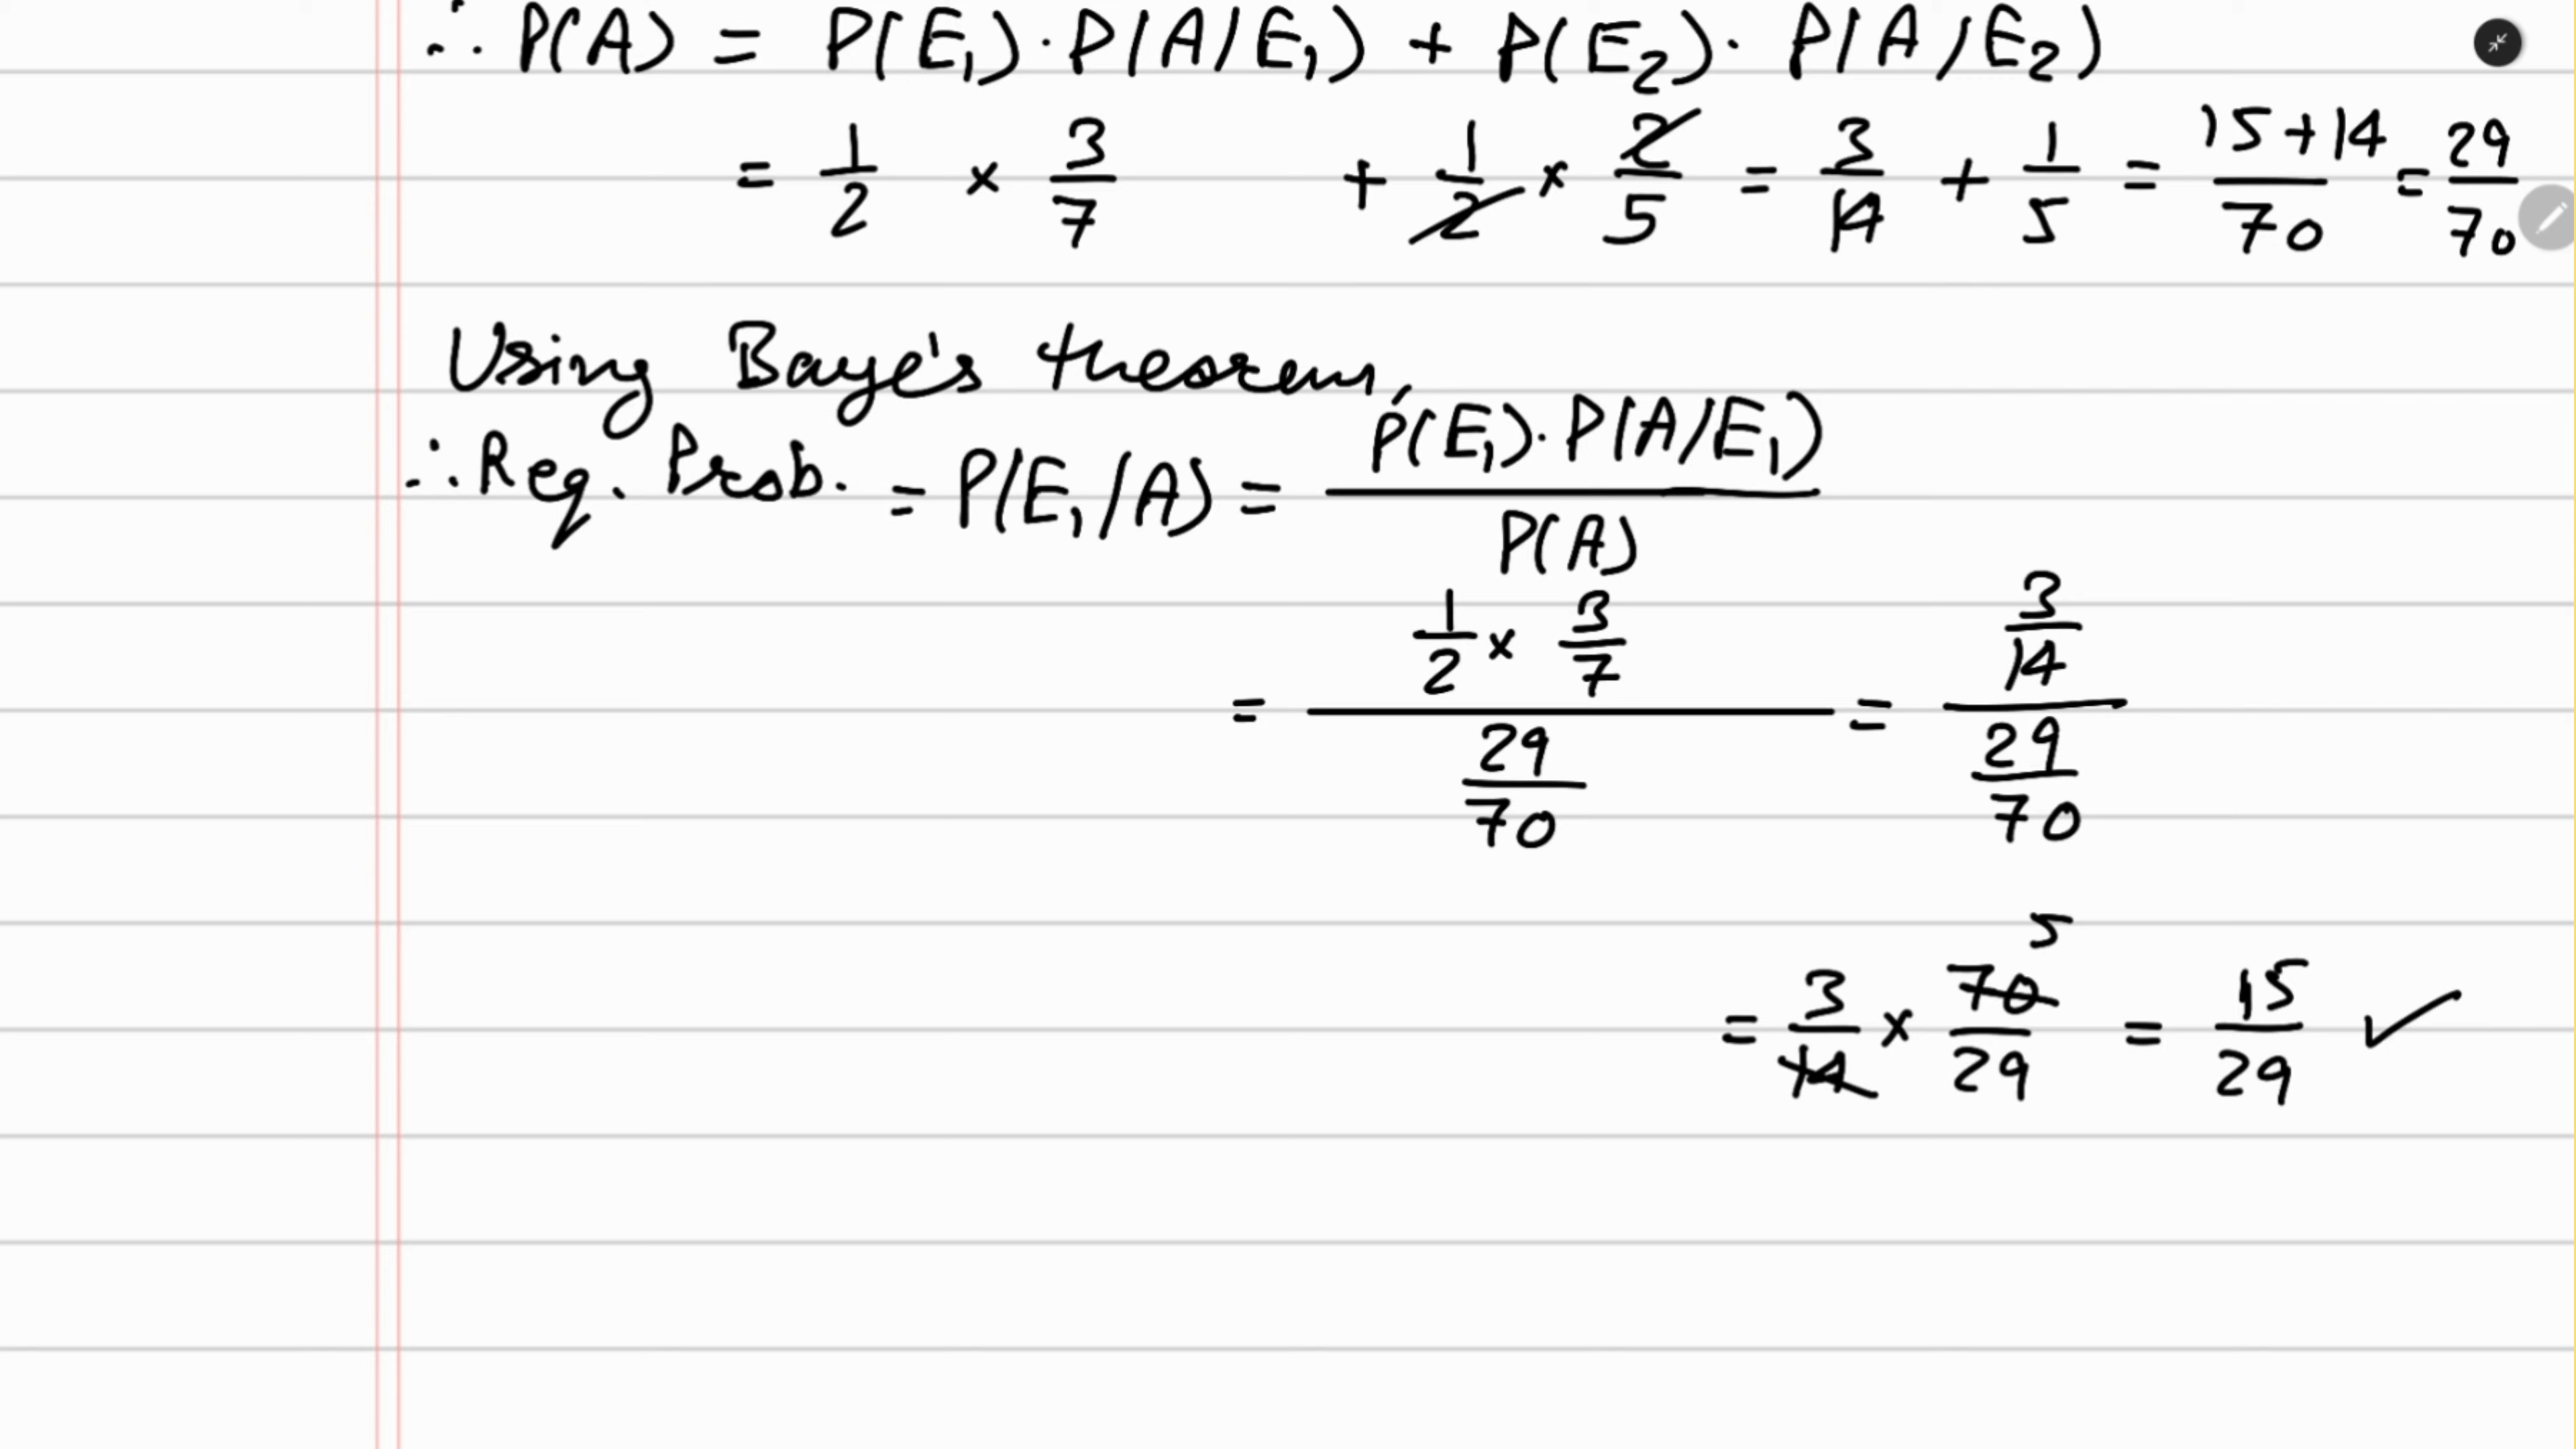 ∴ P(A) = P(E₁)·P(A/E₁) + P(E₂)·P(A/E₂)
= 1/2 × 3/7 + 1/2 × 2/5 = 3/14 + 1/5 = 15+14/70 = 29/70
Using Baye's theorem,
∴ Req. Prob. = P(E₁/A) = P(E₁)·P(A/E₁) / P(A)
= 1/2 × 3/7 / 29/70 = 3/14 / 29/70
5
= 3/14 × 70/29 = 15/29 ✓